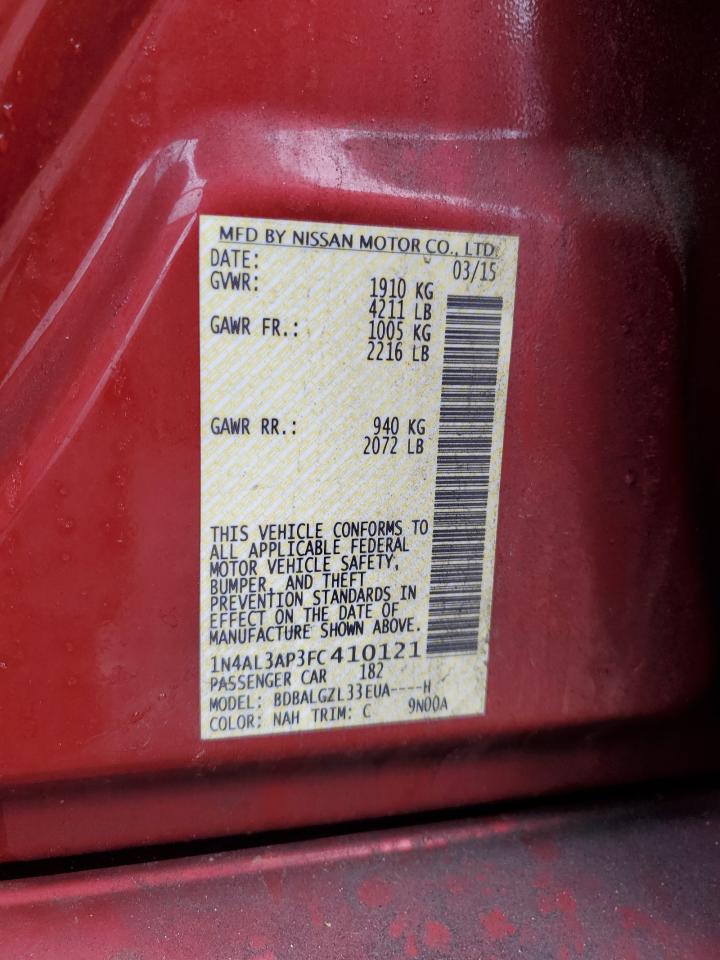 MFD BY NISSAN MOTOR CO., LTD.
DATE: 03/15
GVWR: 1910 KG
4211 LB
GAWR FR.: 1005 KG
2216 LB
GAWR RR.: 940 KG
2072 LB
THIS VEHICLE CONFORMS TO
ALL APPLICABLE FEDERAL
MOTOR VEHICLE SAFETY,
BUMPER, AND THEFT
PREVENTION STANDARDS IN
EFFECT ON THE DATE OF
MANUFACTURE SHOWN ABOVE.
1N4AL3AP3FC410121
PASSENGER CAR 182
MODEL: BDBALGZL33EUA----H
COLOR: NAH TRIM: C 9N00A